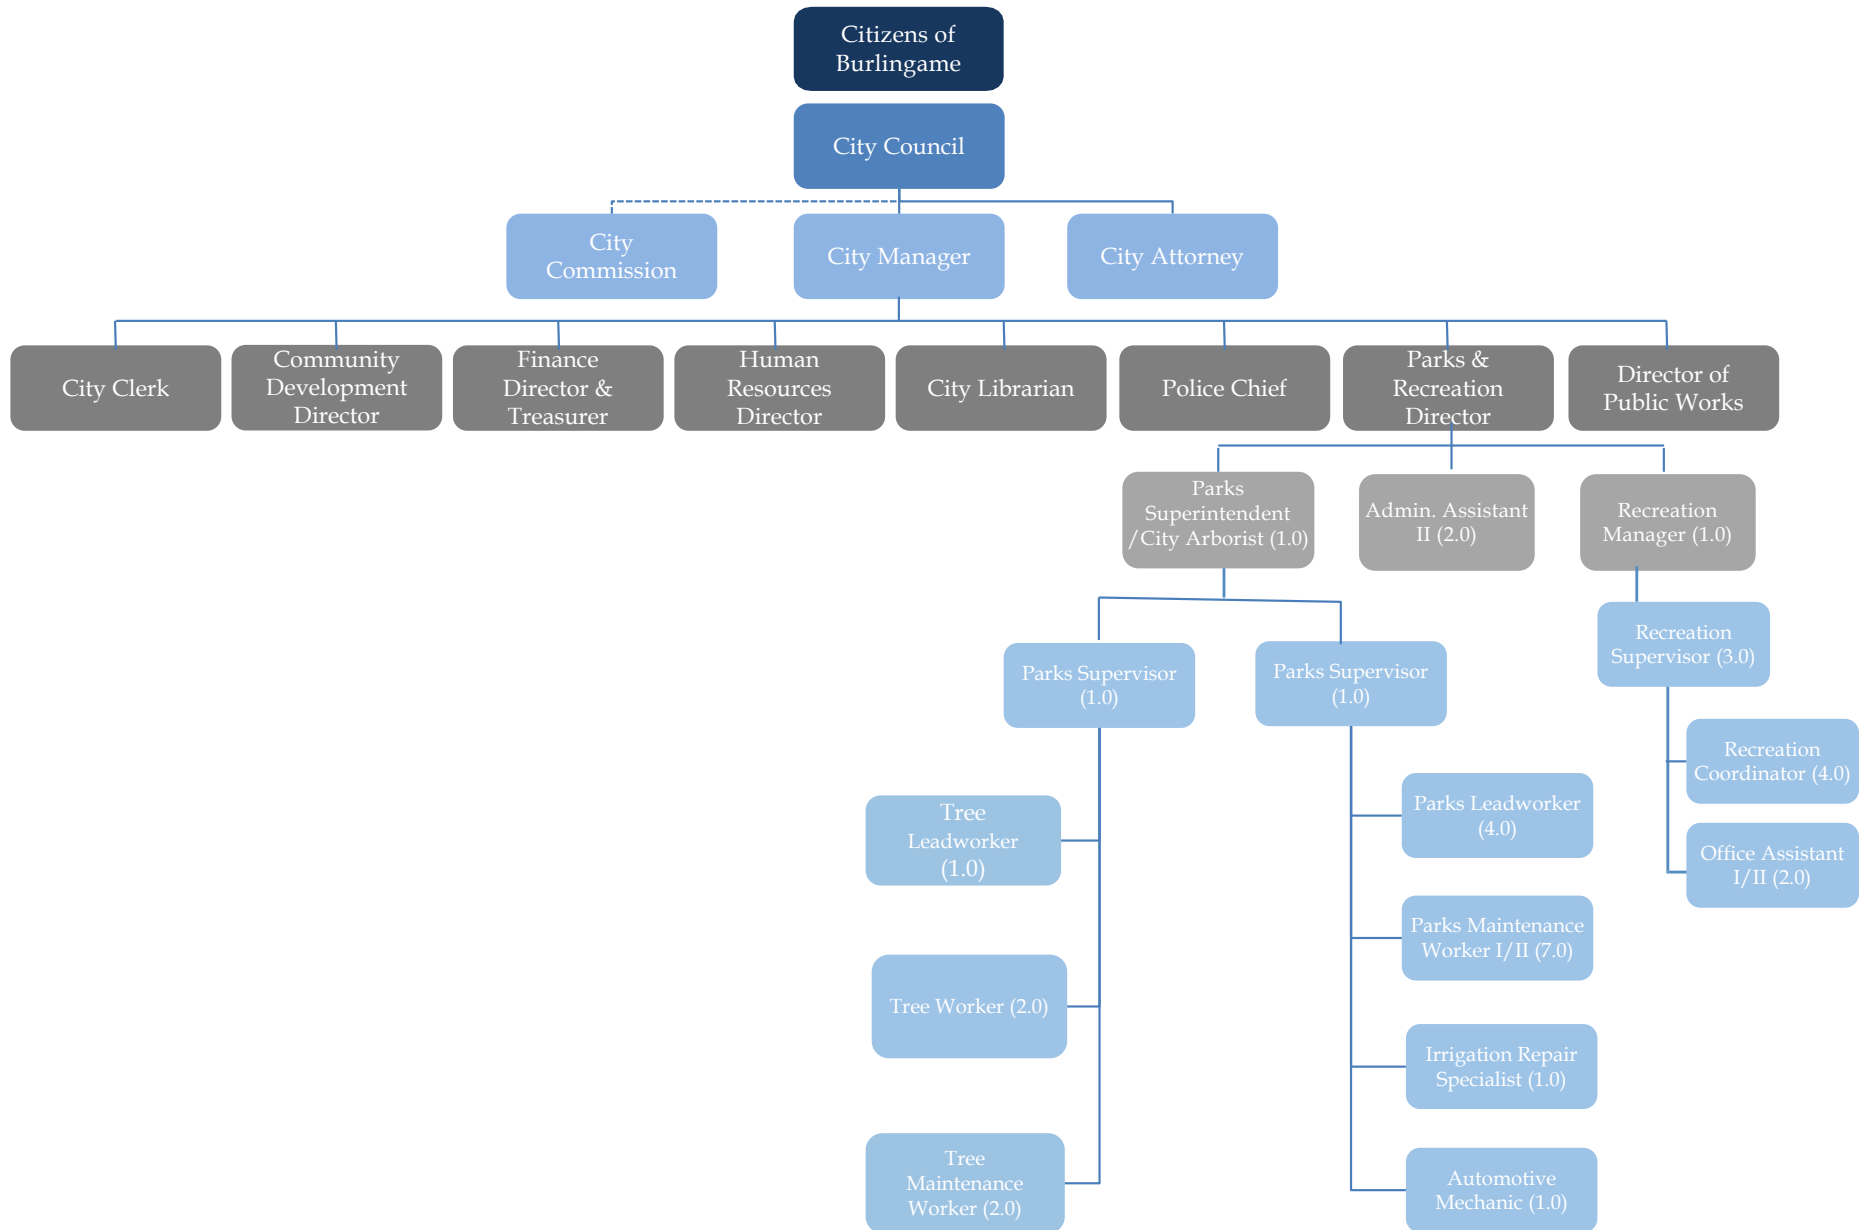 Citizens of
Burlingame
City Council
City
Commission
City Manager
City Attorney
City Clerk
Community
Development
Director
Finance
Director &
Treasurer
Human
Resources
Director
City Librarian
Police Chief
Parks &
Recreation
Director
Director of
Public Works
Parks
Superintendent
/City Arborist (1.0)
Admin. Assistant
II (2.0)
Recreation
Manager (1.0)
Recreation
Supervisor (3.0)
Parks Supervisor
(1.0)
Parks Supervisor
(1.0)
Recreation
Coordinator (4.0)
Office Assistant
I/II (2.0)
Tree
Leadworker
(1.0)
Tree Worker (2.0)
Tree
Maintenance
Worker (2.0)
Parks Leadworker
(4.0)
Parks Maintenance
Worker I/II (7.0)
Irrigation Repair
Specialist (1.0)
Automotive
Mechanic (1.0)